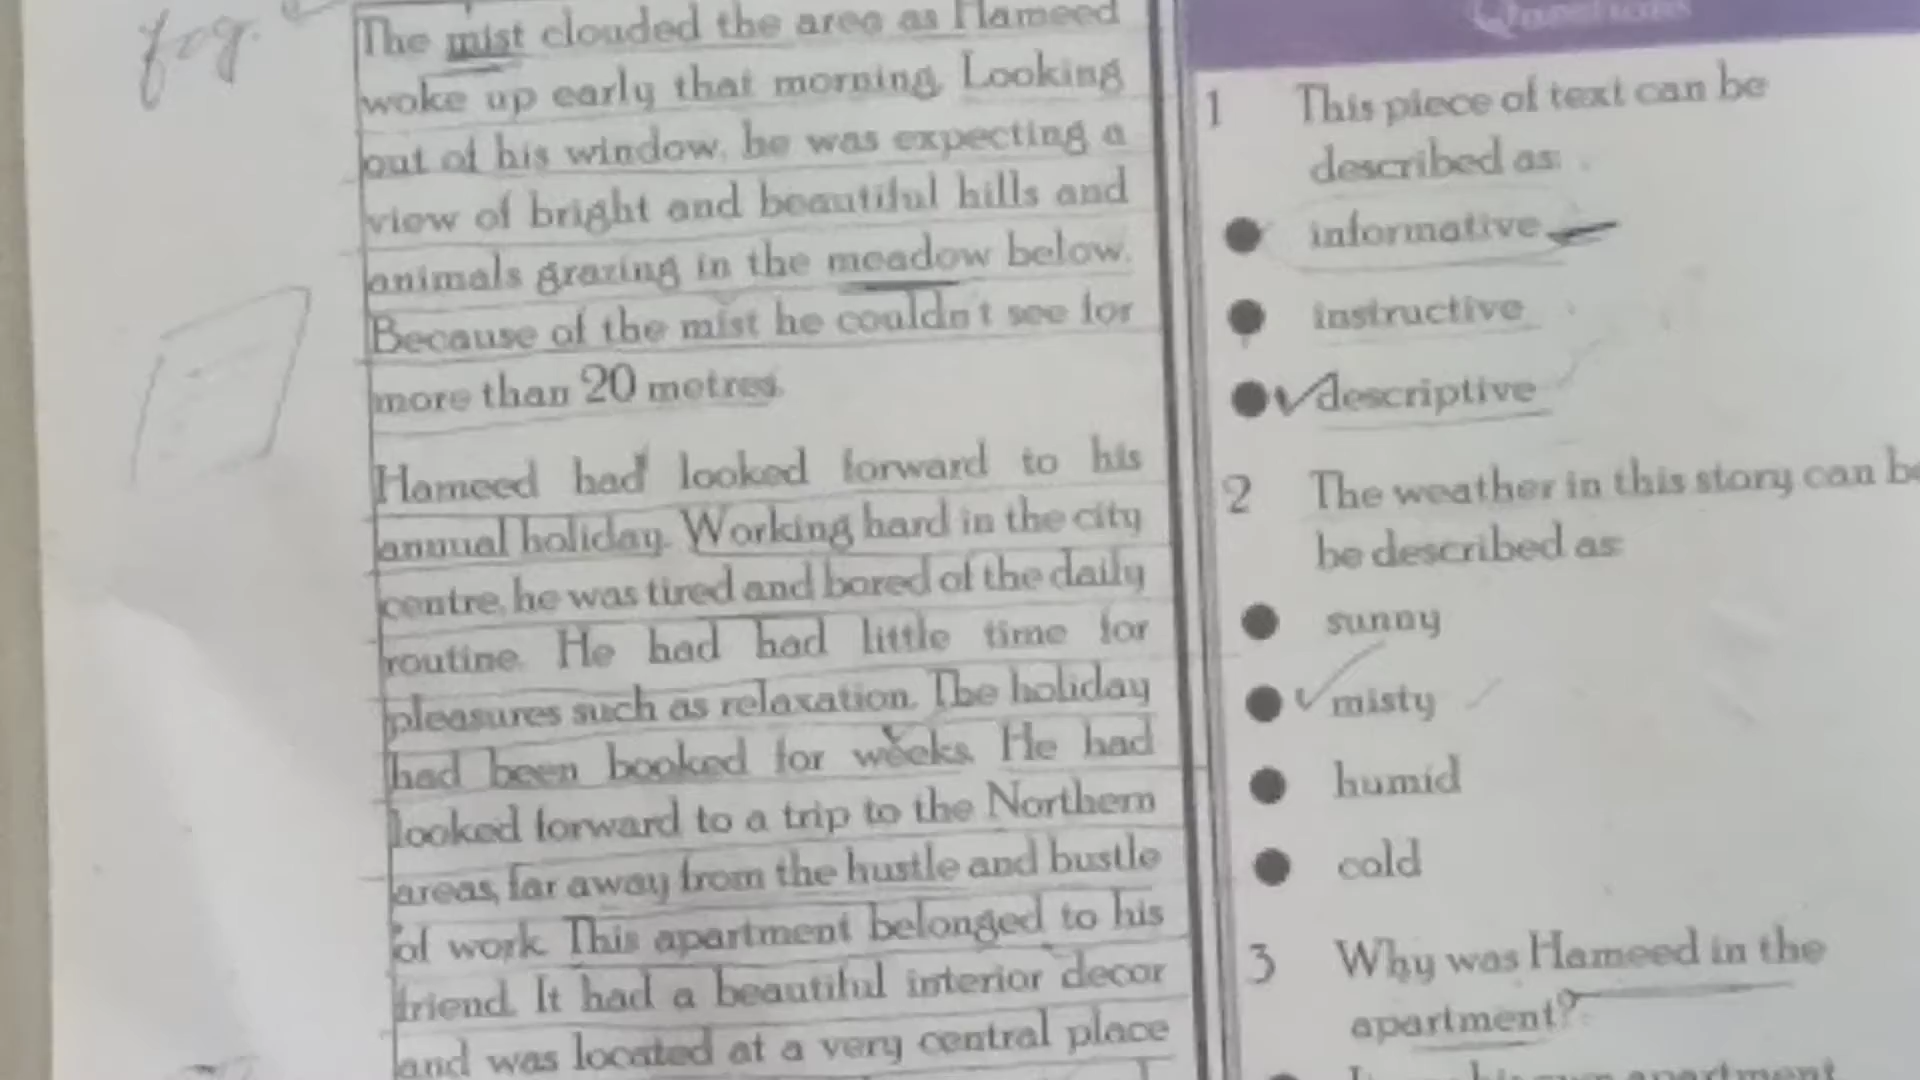 fog.
The mist clouded the area as Hameed
woke up early that morning. Looking
out of his window, he was expecting a
view of bright and beautiful hills and
animals grazing in the meadow below.
Because of the mist he couldn't see for
more than 20 metres.
Hameed had looked forward to his
annual holiday. Working hard in the city
centre, he was tired and bored of the daily
routine. He had had little time for
pleasures such as relaxation. The holiday
had been booked for weeks. He had
looked forward to a trip to the Northern
areas, far away from the hustle and bustle
of work. This apartment belonged to his
friend. It had a beautiful interior decor
and was located at a very central place
Questions
1 This piece of text can be
described as:
informative
instructive
descriptive
2 The weather in this story can be
be described as:
sunny
misty
humid
cold
3 Why was Hameed in the
apartment?
apartment